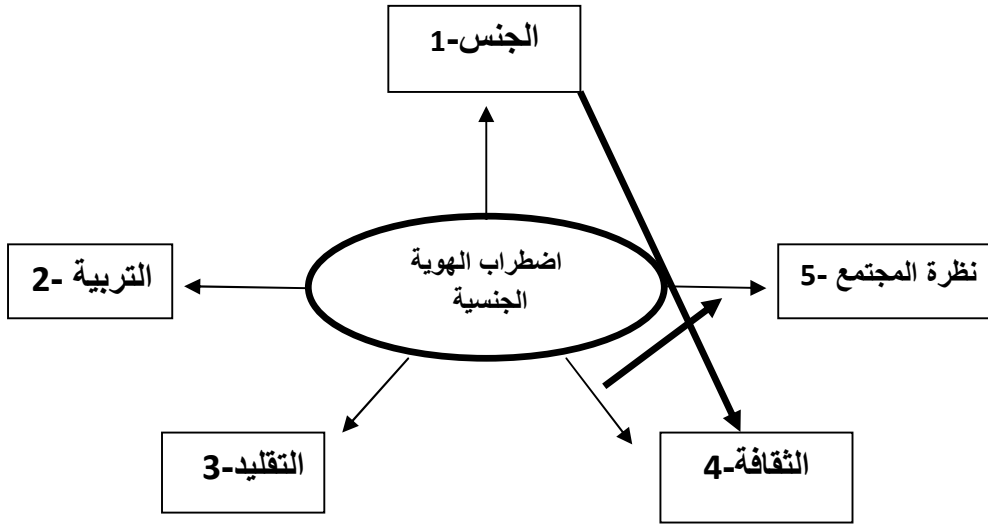 1-الجنس
اضطراب الهوية
الجنسية
2- التربية
5- نظرة المجتمع
3-التقليد
4-الثقافة